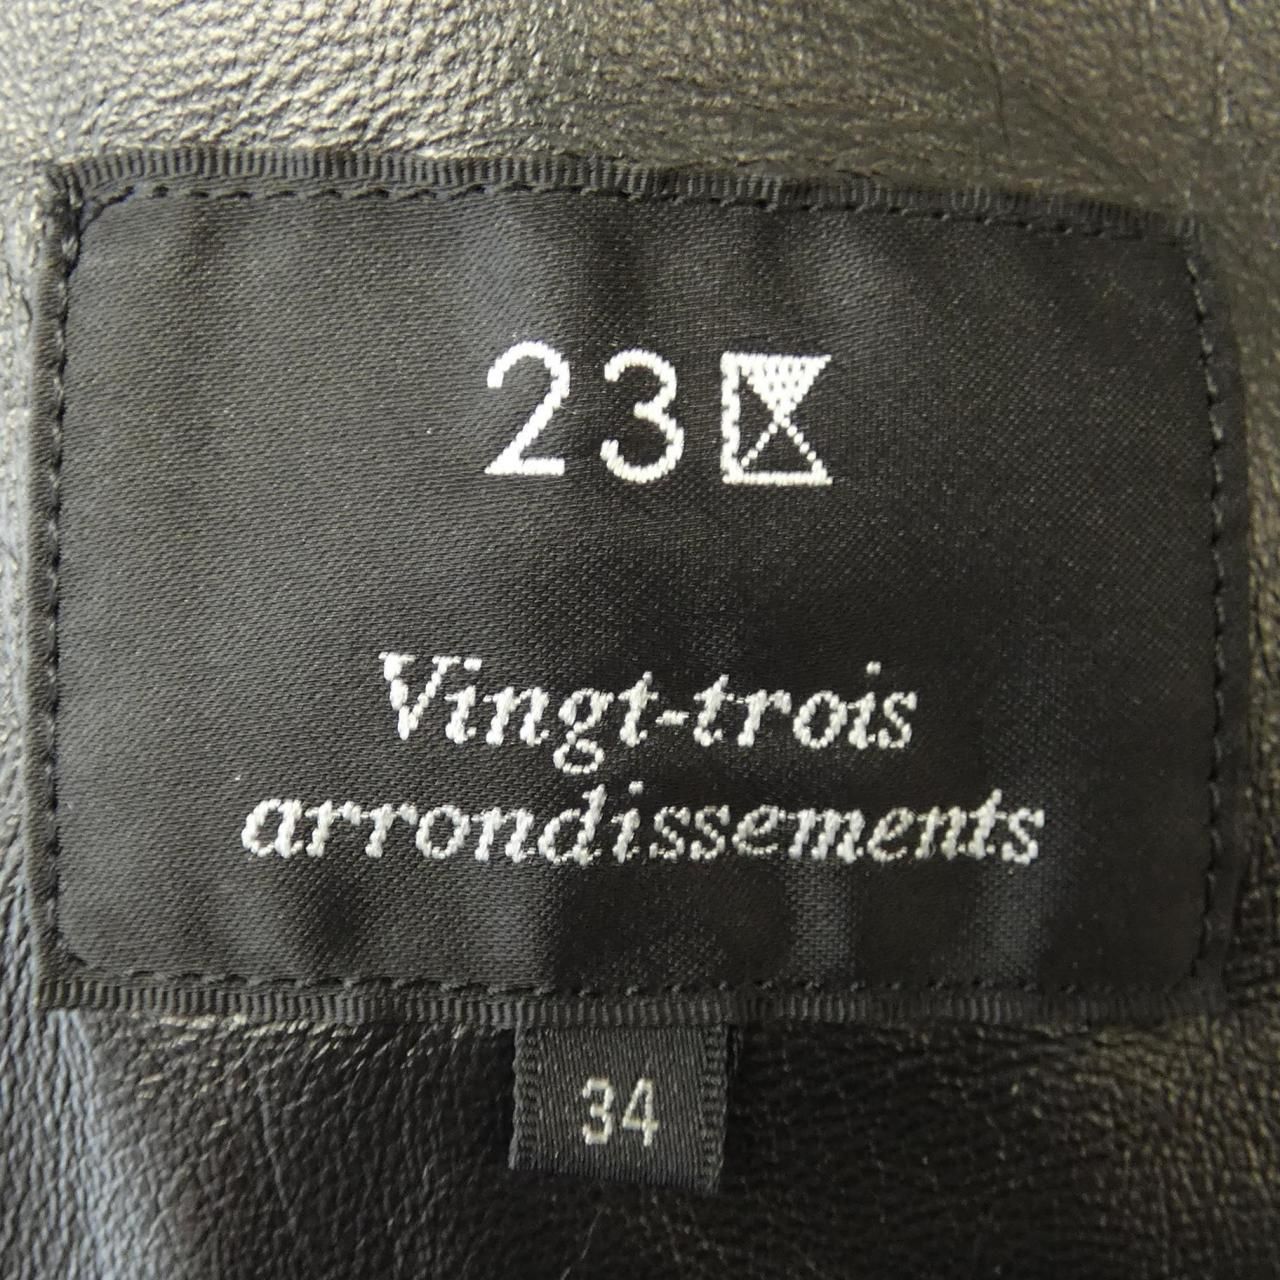 23区
Vingt-trois
arrondissements
34